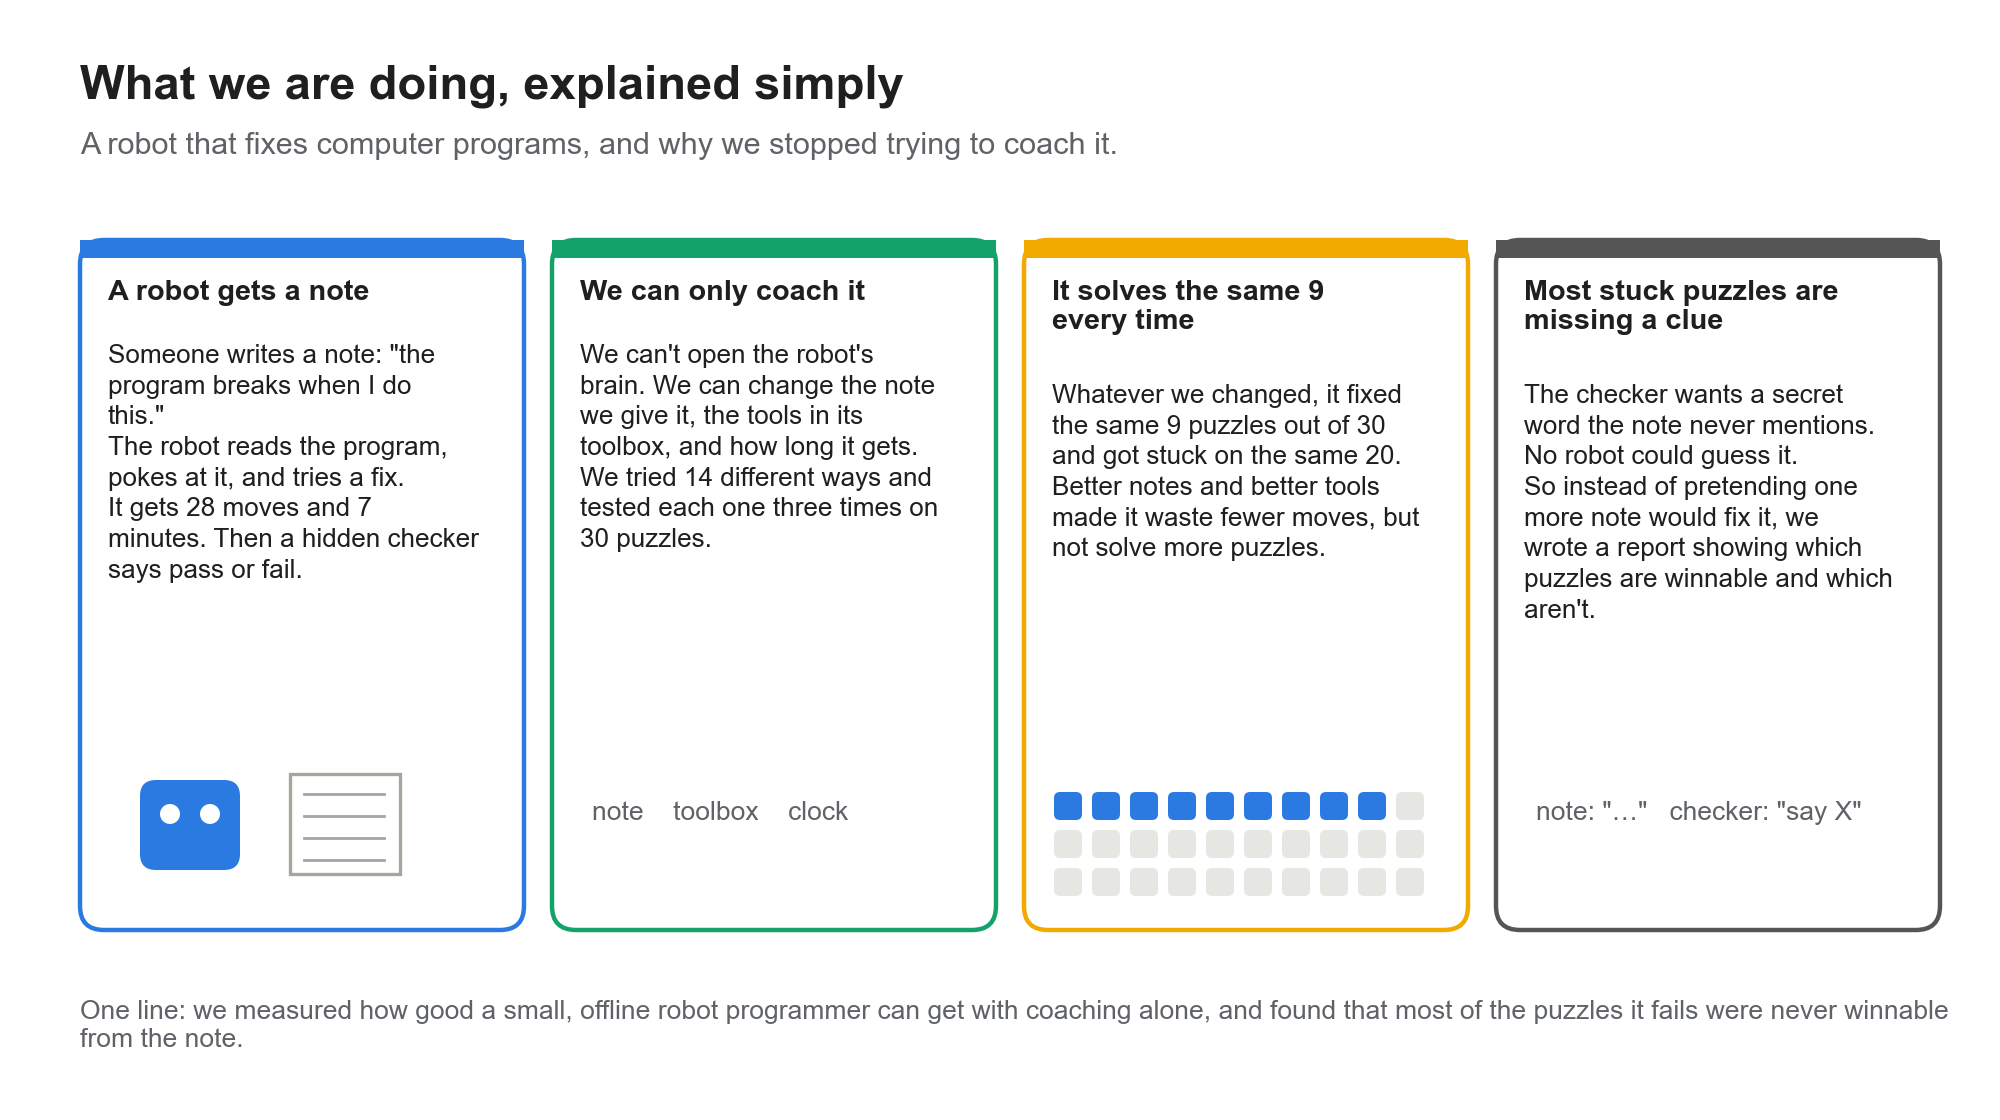 What we are doing, explained simply
A robot that fixes computer programs, and why we stopped trying to coach it.
A robot gets a note
Someone writes a note: "the
program breaks when I do
this."
The robot reads the program,
pokes at it, and tries a fix.
It gets 28 moves and 7
minutes. Then a hidden checker
says pass or fail.
We can only coach it
We can't open the robot's
brain. We can change the note
we give it, the tools in its
toolbox, and how long it gets.
We tried 14 different ways and
tested each one three times on
30 puzzles.
note toolbox clock
It solves the same 9
every time
Whatever we changed, it fixed
the same 9 puzzles out of 30
and got stuck on the same 20.
Better notes and better tools
made it waste fewer moves, but
not solve more puzzles.
Most stuck puzzles are
missing a clue
The checker wants a secret
word the note never mentions.
No robot could guess it.
So instead of pretending one
more note would fix it, we
wrote a report showing which
puzzles are winnable and which
aren't.
note: "…" checker: "say X"
One line: we measured how good a small, offline robot programmer can get with coaching alone, and found that most of the puzzles it fails were never winnable
from the note.